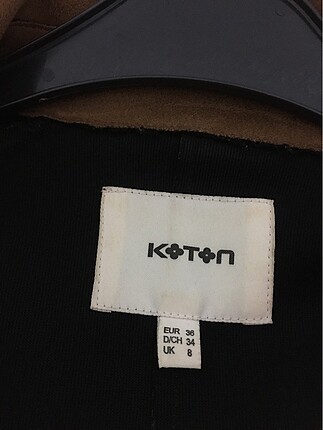 KOTON
EUR 36
D/CH 34
UK 8